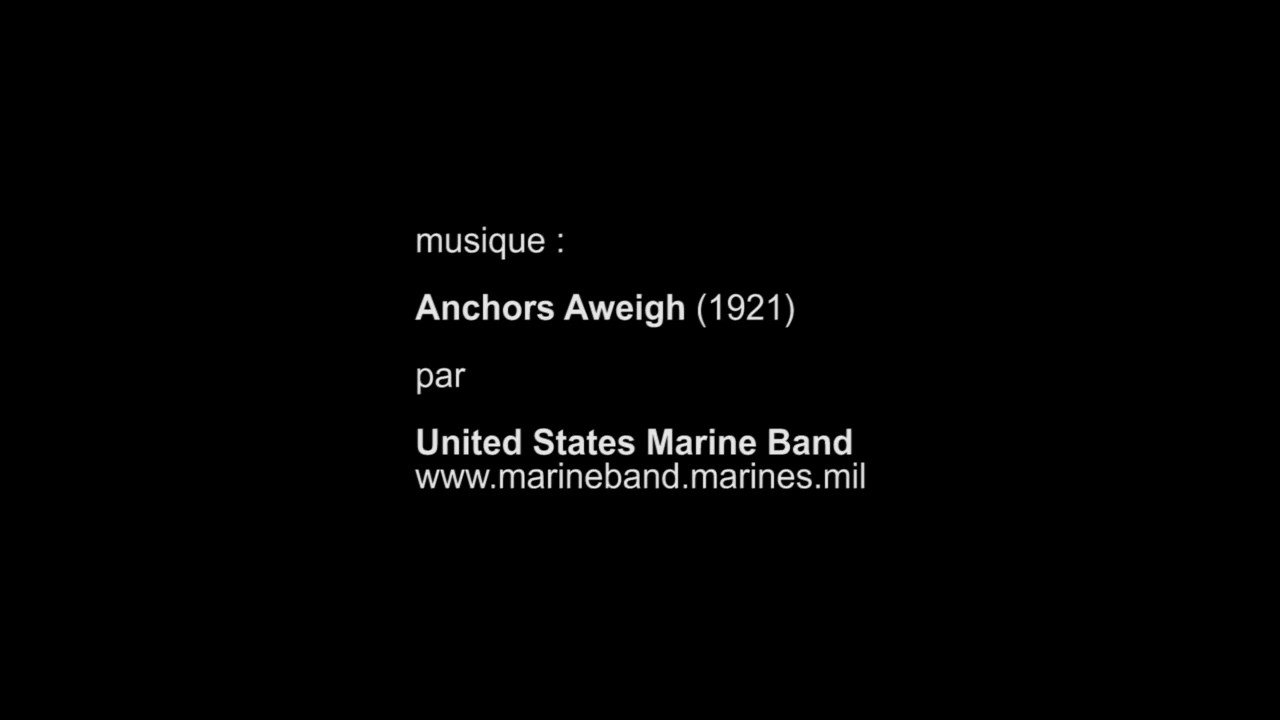 musique :
Anchors Aweigh (1921)
par
United States Marine Band
www.marineband.marines.mil